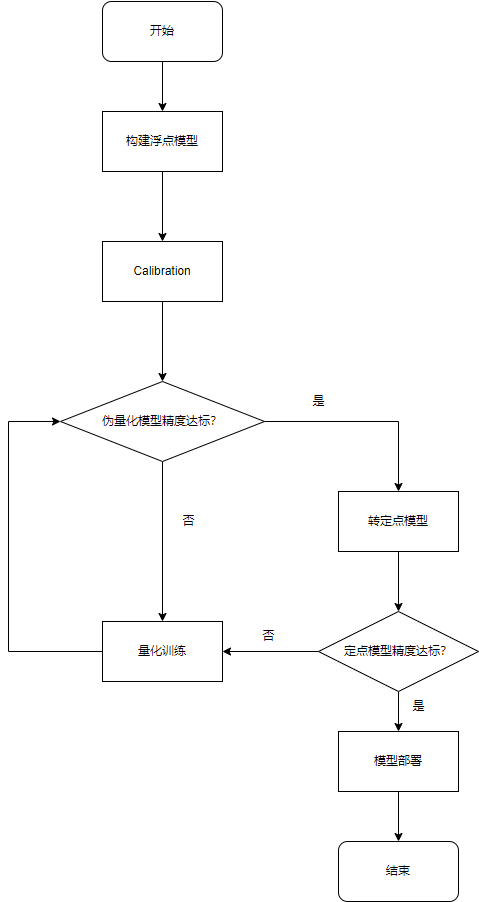 开始
构建浮点模型
Calibration
伪量化模型精度达标?
是
否
转定点模型
定点模型精度达标?
否
量化训练
是
模型部署
结束